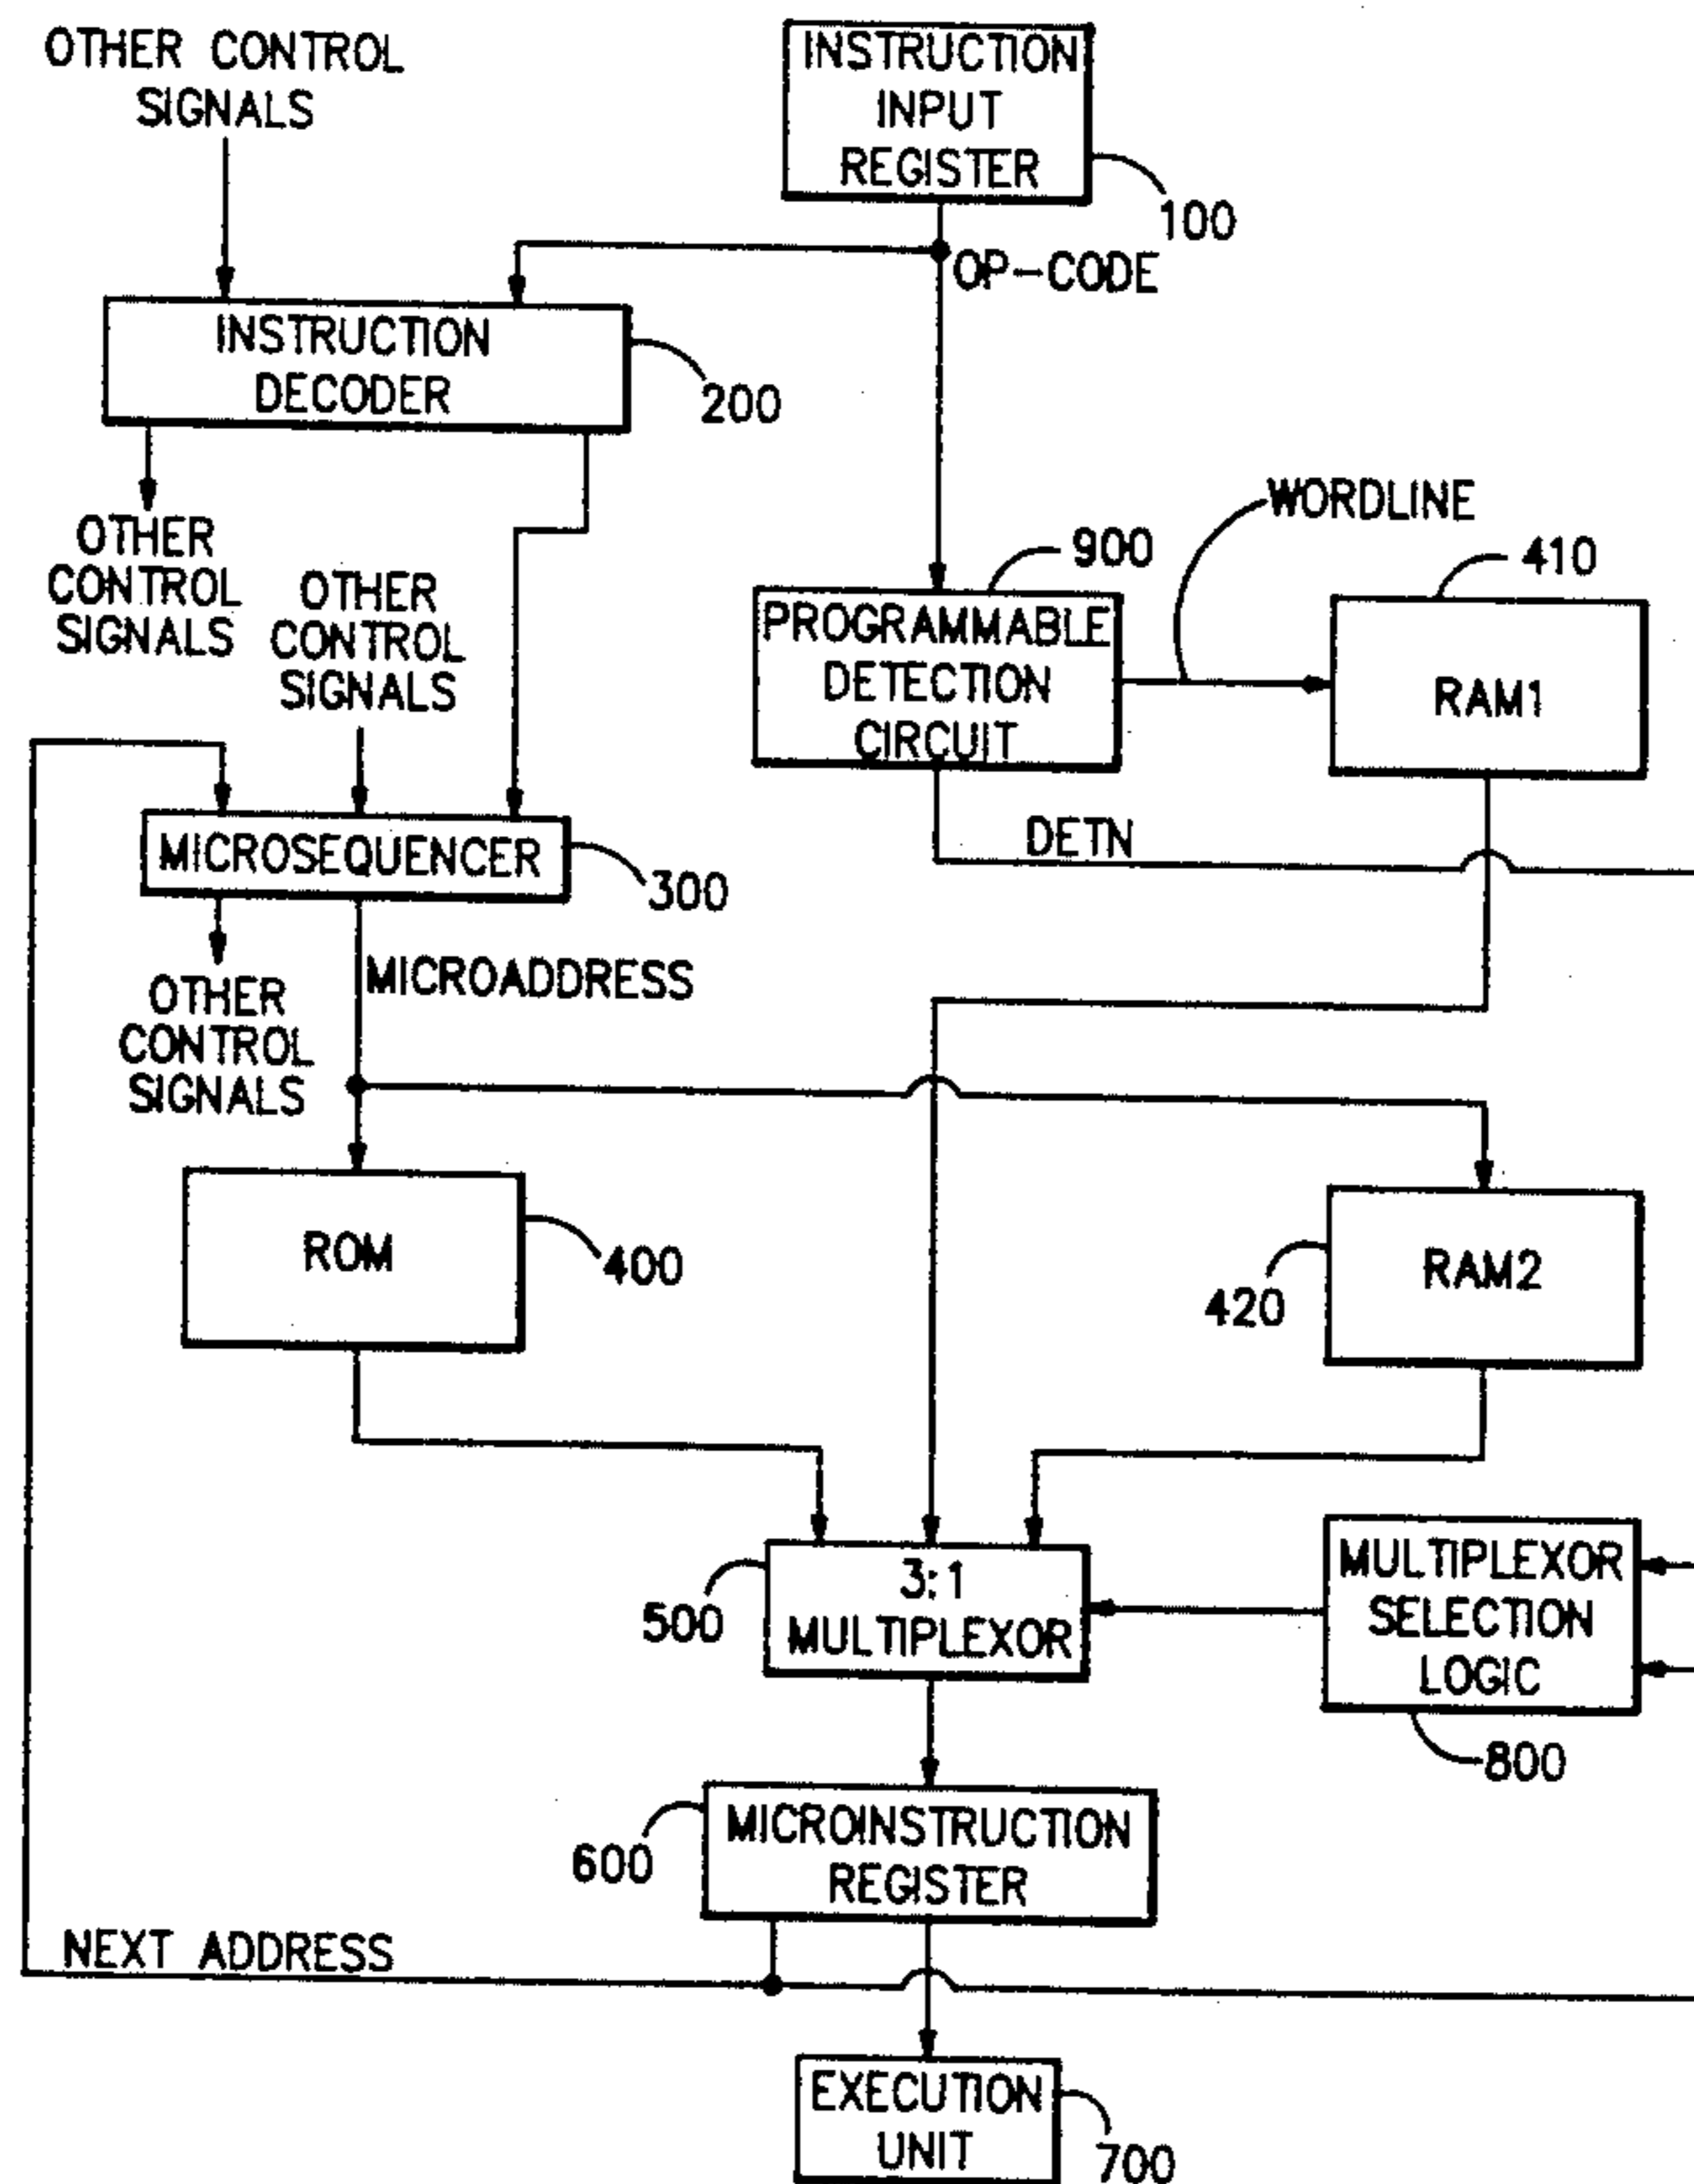 OTHER CONTROL
SIGNALS
INSTRUCTION
INPUT
REGISTER
100
OP-CODE
INSTRUCTION
DECODER
200
OTHER
CONTROL
SIGNALS
OTHER
CONTROL
SIGNALS
WORDLINE
900
410
PROGRAMMABLE
DETECTION
CIRCUIT
RAM1
DETN
MICROSEQUENCER
300
MICROADDRESS
OTHER
CONTROL
SIGNALS
ROM
400
RAM2
420
3:1
MULTIPLEXOR
500
MULTIPLEXOR
SELECTION
LOGIC
800
MICROINSTRUCTION
REGISTER
600
NEXT ADDRESS
EXECUTION
UNIT
700